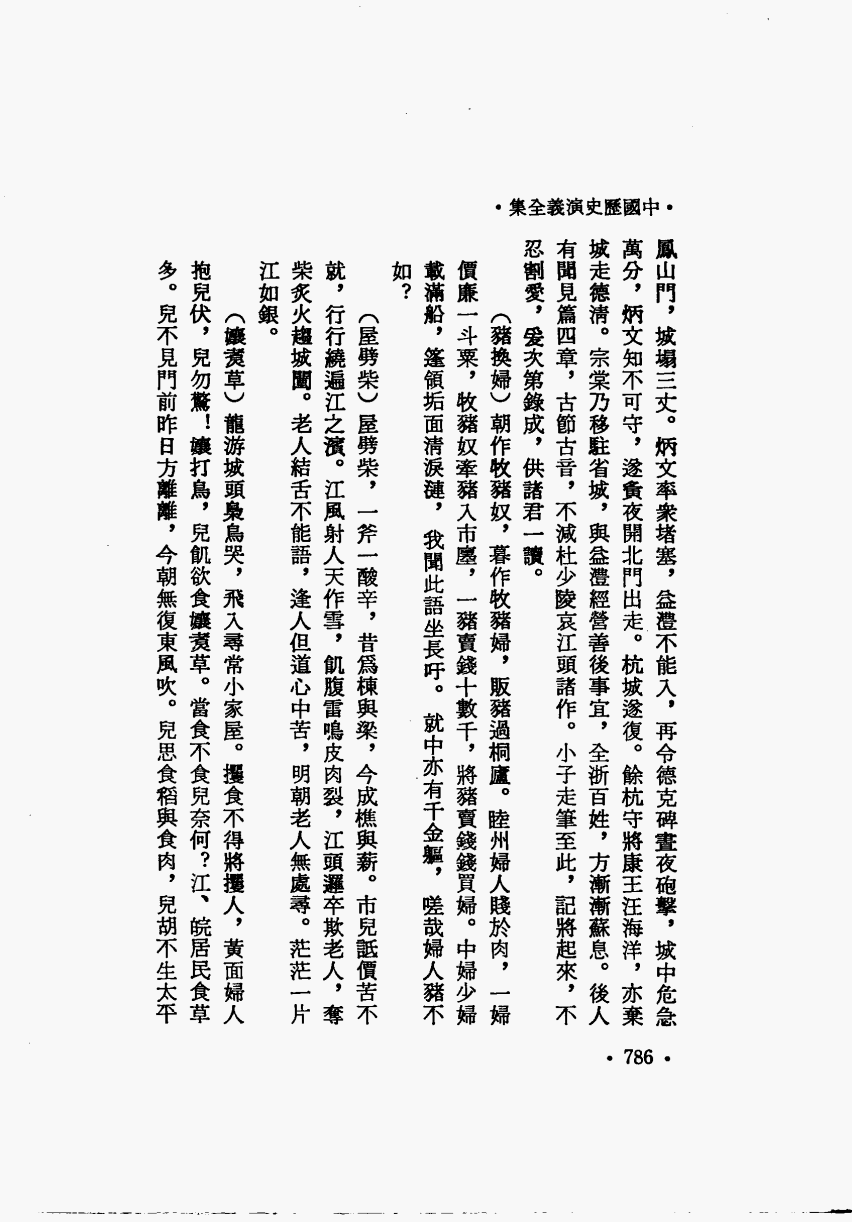 •中國歷史演義全集•
鳳山門，城塌三丈。炳文率衆堵塞，益澧不能入，再令德克碑晝夜砲擊，城中危急
萬分，炳文知不可守，遂夤夜開北門出走。杭城遂復。餘杭守將康王汪海洋，亦棄
城走德清。宗棠乃移駐省城，與益澧經營善後事宜，全浙百姓，方漸漸蘇息。後人
有聞見篇四章，古節古音，不減杜少陵哀江頭諸作。小子走筆至此，記將起來，不
忍割愛，爰次第錄成，供諸君一讀。
（豬換婦）朝作牧豬奴，暮作牧豬婦，販豬過桐廬。睦州婦人賤於肉，一婦
價廉一斗粟，牧豬奴牽豬入市廛，一豬賣錢十數千，將豬賣錢錢買婦。中婦少婦
載滿船，篷領垢面清淚漣，我聞此語坐長吁。就中亦有千金軀，嗟哉婦人豬不
如？
（屋劈柴）屋劈柴，一斧一酸辛，昔爲棟與梁，今成樵與薪。市兒詆價苦不
就，行行繞遍江之濱。江風射人天作雪，飢腹雷鳴皮肉裂，江頭邏卒欺老人，奪
柴炙火趨城闉。老人結舌不能語，逢人但道心中苦，明朝老人無處尋。茫茫一片
江如銀。
（孃煑草）龍游城頭梟鳥哭，飛入尋常小家屋。攫食不得將攫人，黃面婦人
抱兒伏，兒勿驚！孃打鳥，兒飢欲食孃煑草。當食不食兒奈何？江、皖居民食草
多。兒不見門前昨日方離離，今朝無復東風吹。兒思食稻與食肉，兒胡不生太平
•786•